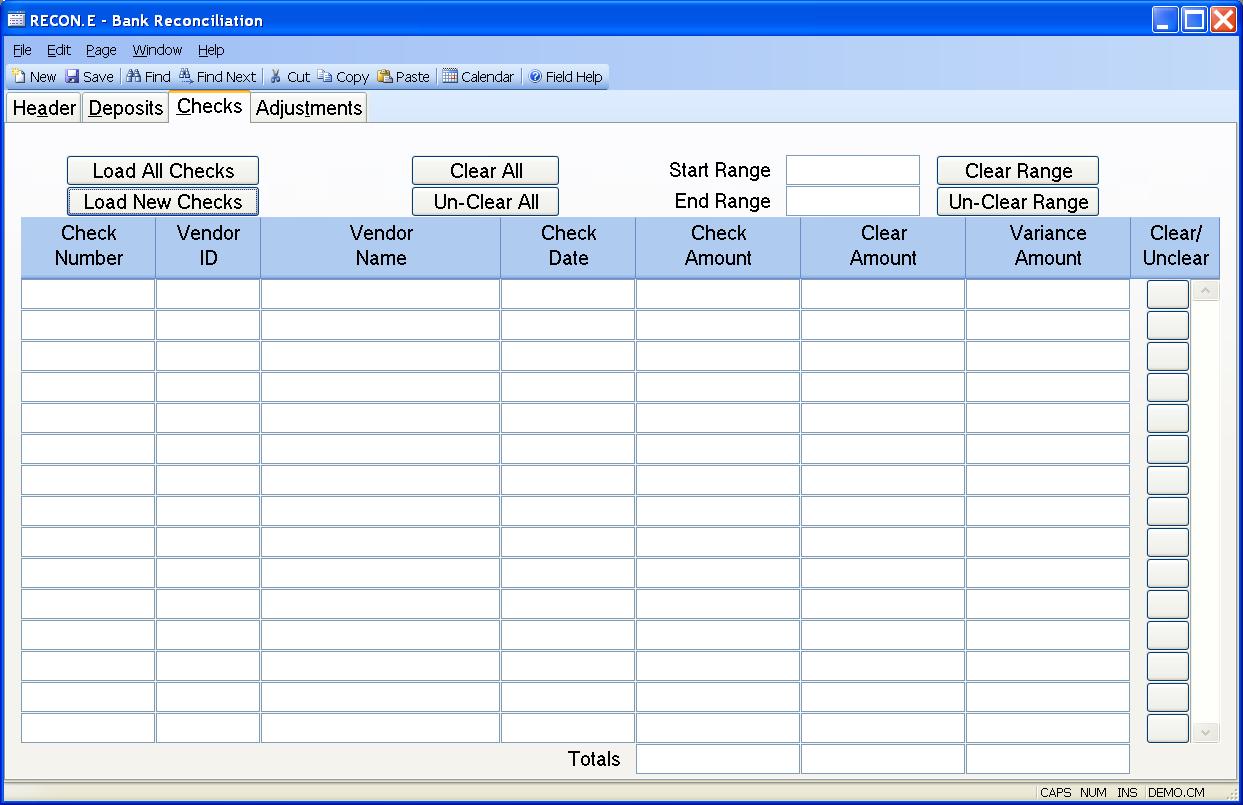 RECON.E - Bank Reconciliation
File Edit Page Window Help
New Save Find Find Next Cut Copy Paste Calendar Field Help
Header Deposits Checks Adjustments
Load All Checks Clear All Start Range Clear Range
Load New Checks Un-Clear All End Range Un-Clear Range
Check Vendor Vendor Check Check Clear Variance Clear/
Number ID Name Date Amount Amount Amount Unclear
Totals
CAPS NUM INS DEMO.CM